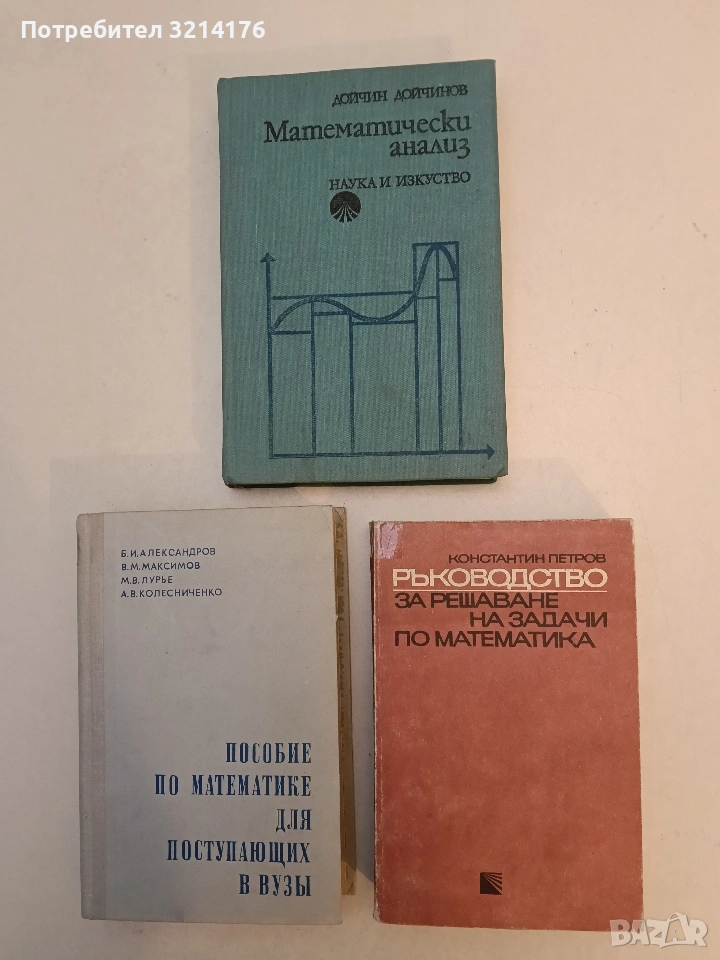 Потребител 3214176
ДОЙЧИН ДОЙЧИНОВ
Математически
анализ
НАУКА И ИЗКУСТВО
Б.И.АЛЕКСАНДРОВ
В.М.МАКСИМОВ
М.В.ЛУРЬЕ
А.В.КОЛЕСНИЧЕНКО
ПОСОБИЕ
ПО МАТЕМАТИКЕ
ДЛЯ
ПОСТУПАЮЩИХ
В ВУЗЫ
КОНСТАНТИН ПЕТРОВ
РЪКОВОДСТВО
ЗА РЕШАВАНЕ
НА ЗАДАЧИ
ПО МАТЕМАТИКА
BAZAR